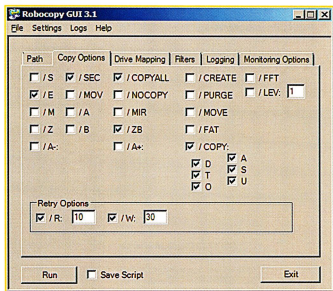 Robocopy GUI 3.1
File Settings Logs Help
Path Copy Options Drive Mapping Filters Logging Monitoring Options
/ S / SEC / COPYALL / CREATE / FFT
/ E / MOV / NOCOPY / PURGE / LEV: 1
/ M / A / MIR / MOVE
/ Z / B / ZB / FAT
/ A-: / A+: / COPY:
D A
T S
O U
Retry Options
/ R: 10 / W: 30
Run Save Script Exit